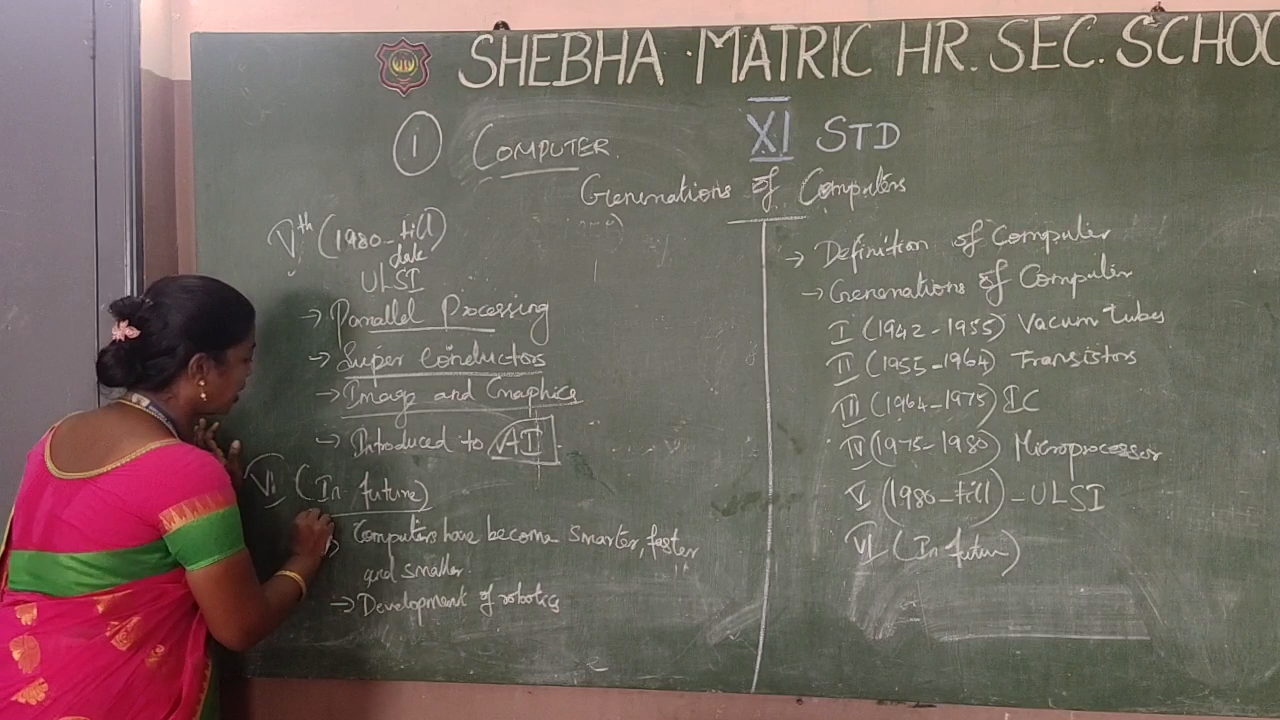 SHEBHA MATRIC HR. SEC. SCHOO
1 COMPUTER.
XI STD
Generations of Computers
Vth (1980 - till
date)
ULSI
→ Parallel Processing
→ Super Conductors
→ Image and Graphics
→ Introduced to AI
VI (In future)
→ Computers have become smarter, faster
and smaller.
→ Development of robotics
→ Definition of Computer
→ Generations of Computer
I (1942 - 1955) Vacum tubes
II (1955 - 1964) Transistors
III (1964 - 1975) IC
IV (1975 - 1980) Microprocessor
V (1980 - till) - ULSI
VI (In future)